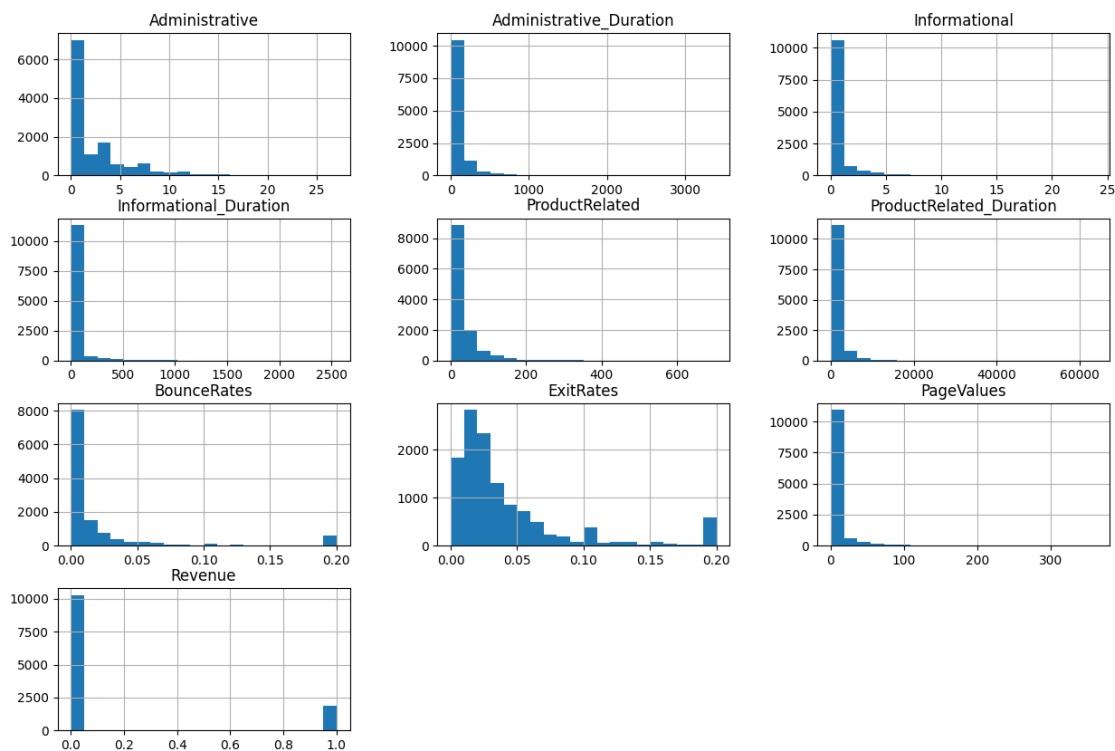 Administrative
6000
4000
2000
0
0 5 10 15 20 25
Administrative_Duration
10000
7500
5000
2500
0
0 1000 2000 3000
Informational
10000
7500
5000
2500
0
0 5 10 15 20 25
Informational_Duration
10000
7500
5000
2500
0
0 500 1000 1500 2000 2500
ProductRelated
8000
6000
4000
2000
0
0 200 400 600
ProductRelated_Duration
10000
7500
5000
2500
0
0 20000 40000 60000
BounceRates
8000
6000
4000
2000
0
0.00 0.05 0.10 0.15 0.20
ExitRates
2000
1000
0
0.00 0.05 0.10 0.15 0.20
PageValues
10000
7500
5000
2500
0
0 100 200 300
Revenue
10000
7500
5000
2500
0
0.0 0.2 0.4 0.6 0.8 1.0